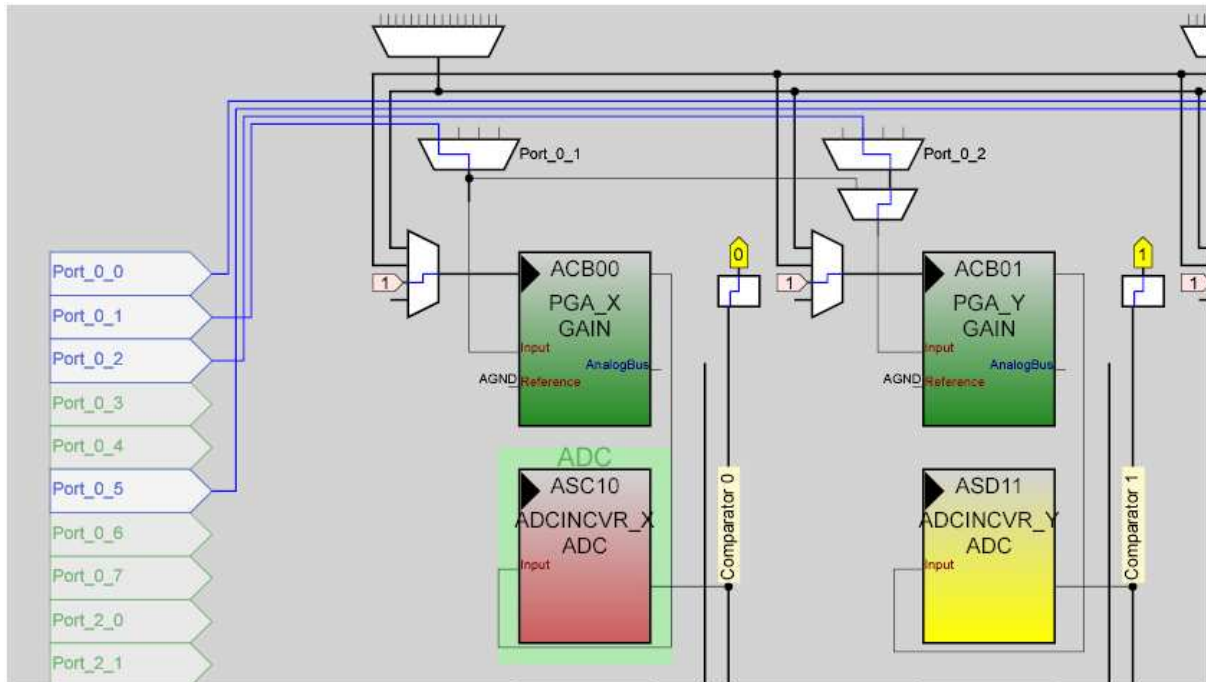 Port_0_1
Port_0_2
Port_0_0
Port_0_1
Port_0_2
Port_0_3
Port_0_4
Port_0_5
Port_0_6
Port_0_7
Port_2_0
Port_2_1
1
ACB00
PGA_X
GAIN
Input
AnalogBus
AGND
Reference
0
1
ACB01
PGA_Y
GAIN
Input
AnalogBus
AGND
Reference
1
1
ADC
ASC10
ADCINCVR_X
ADC
Input
Comparator 0
ASD11
ADCINCVR_Y
ADC
Input
Comparator 1